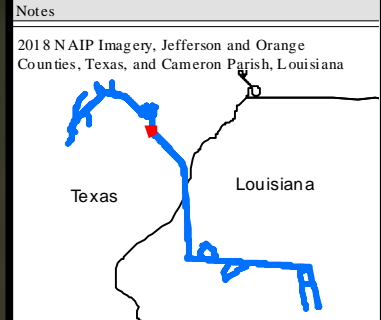 Notes
2018 NAIP Imagery, Jefferson and Orange
Counties, Texas, and Cameron Parish, Louisiana
Texas
Louisiana